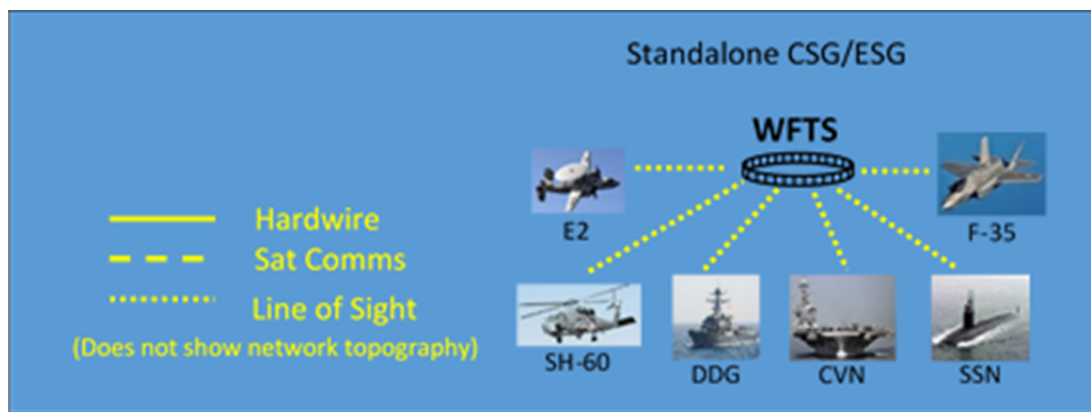 Standalone CSG/ESG
WFTS
E2
F-35
Hardwire
Sat Comms
Line of Sight
(Does not show network topography)
SH-60
DDG
CVN
SSN